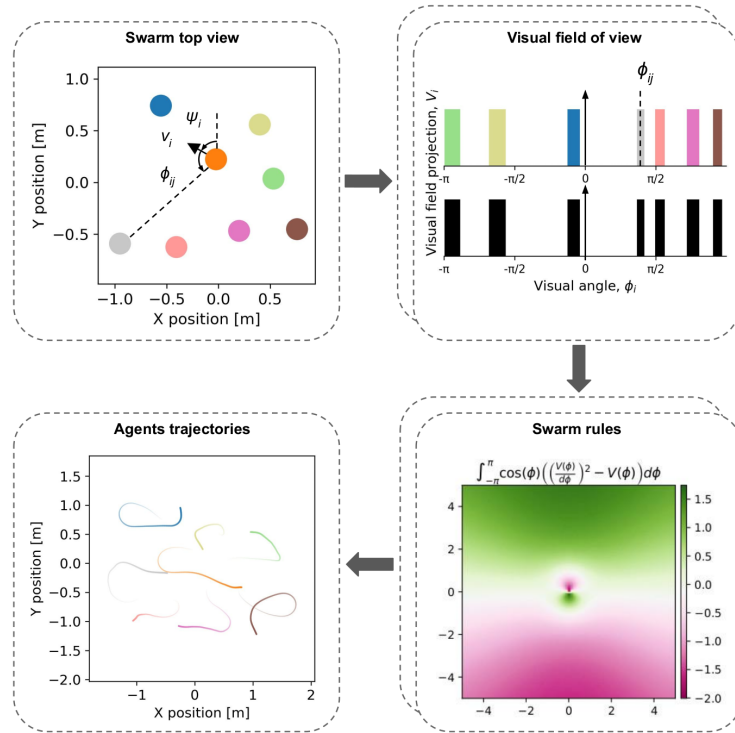 Swarm top view
1.0
0.5
0.0
−0.5
−1.0
−0.5
0.0
0.5
Y position [m]
X position [m]
ψi
vi
ϕij
Visual field of view
ϕij
Visual field projection, Vi
-π
-π/2
0
π/2
-π
-π/2
0
π/2
Visual angle, ϕi
Agents trajectories
1.5
1.0
0.5
0.0
−0.5
−1.0
−1.5
−2.0
−1
0
1
2
Y position [m]
X position [m]
Swarm rules
∫_{-π}^{π} cos(ϕ)((V(ϕ)/dϕ)² − V(ϕ))dϕ
4
2
0
−2
−4
−4
−2
0
2
4
1.5
1.0
0.5
0.0
−0.5
−1.0
−1.5
−2.0